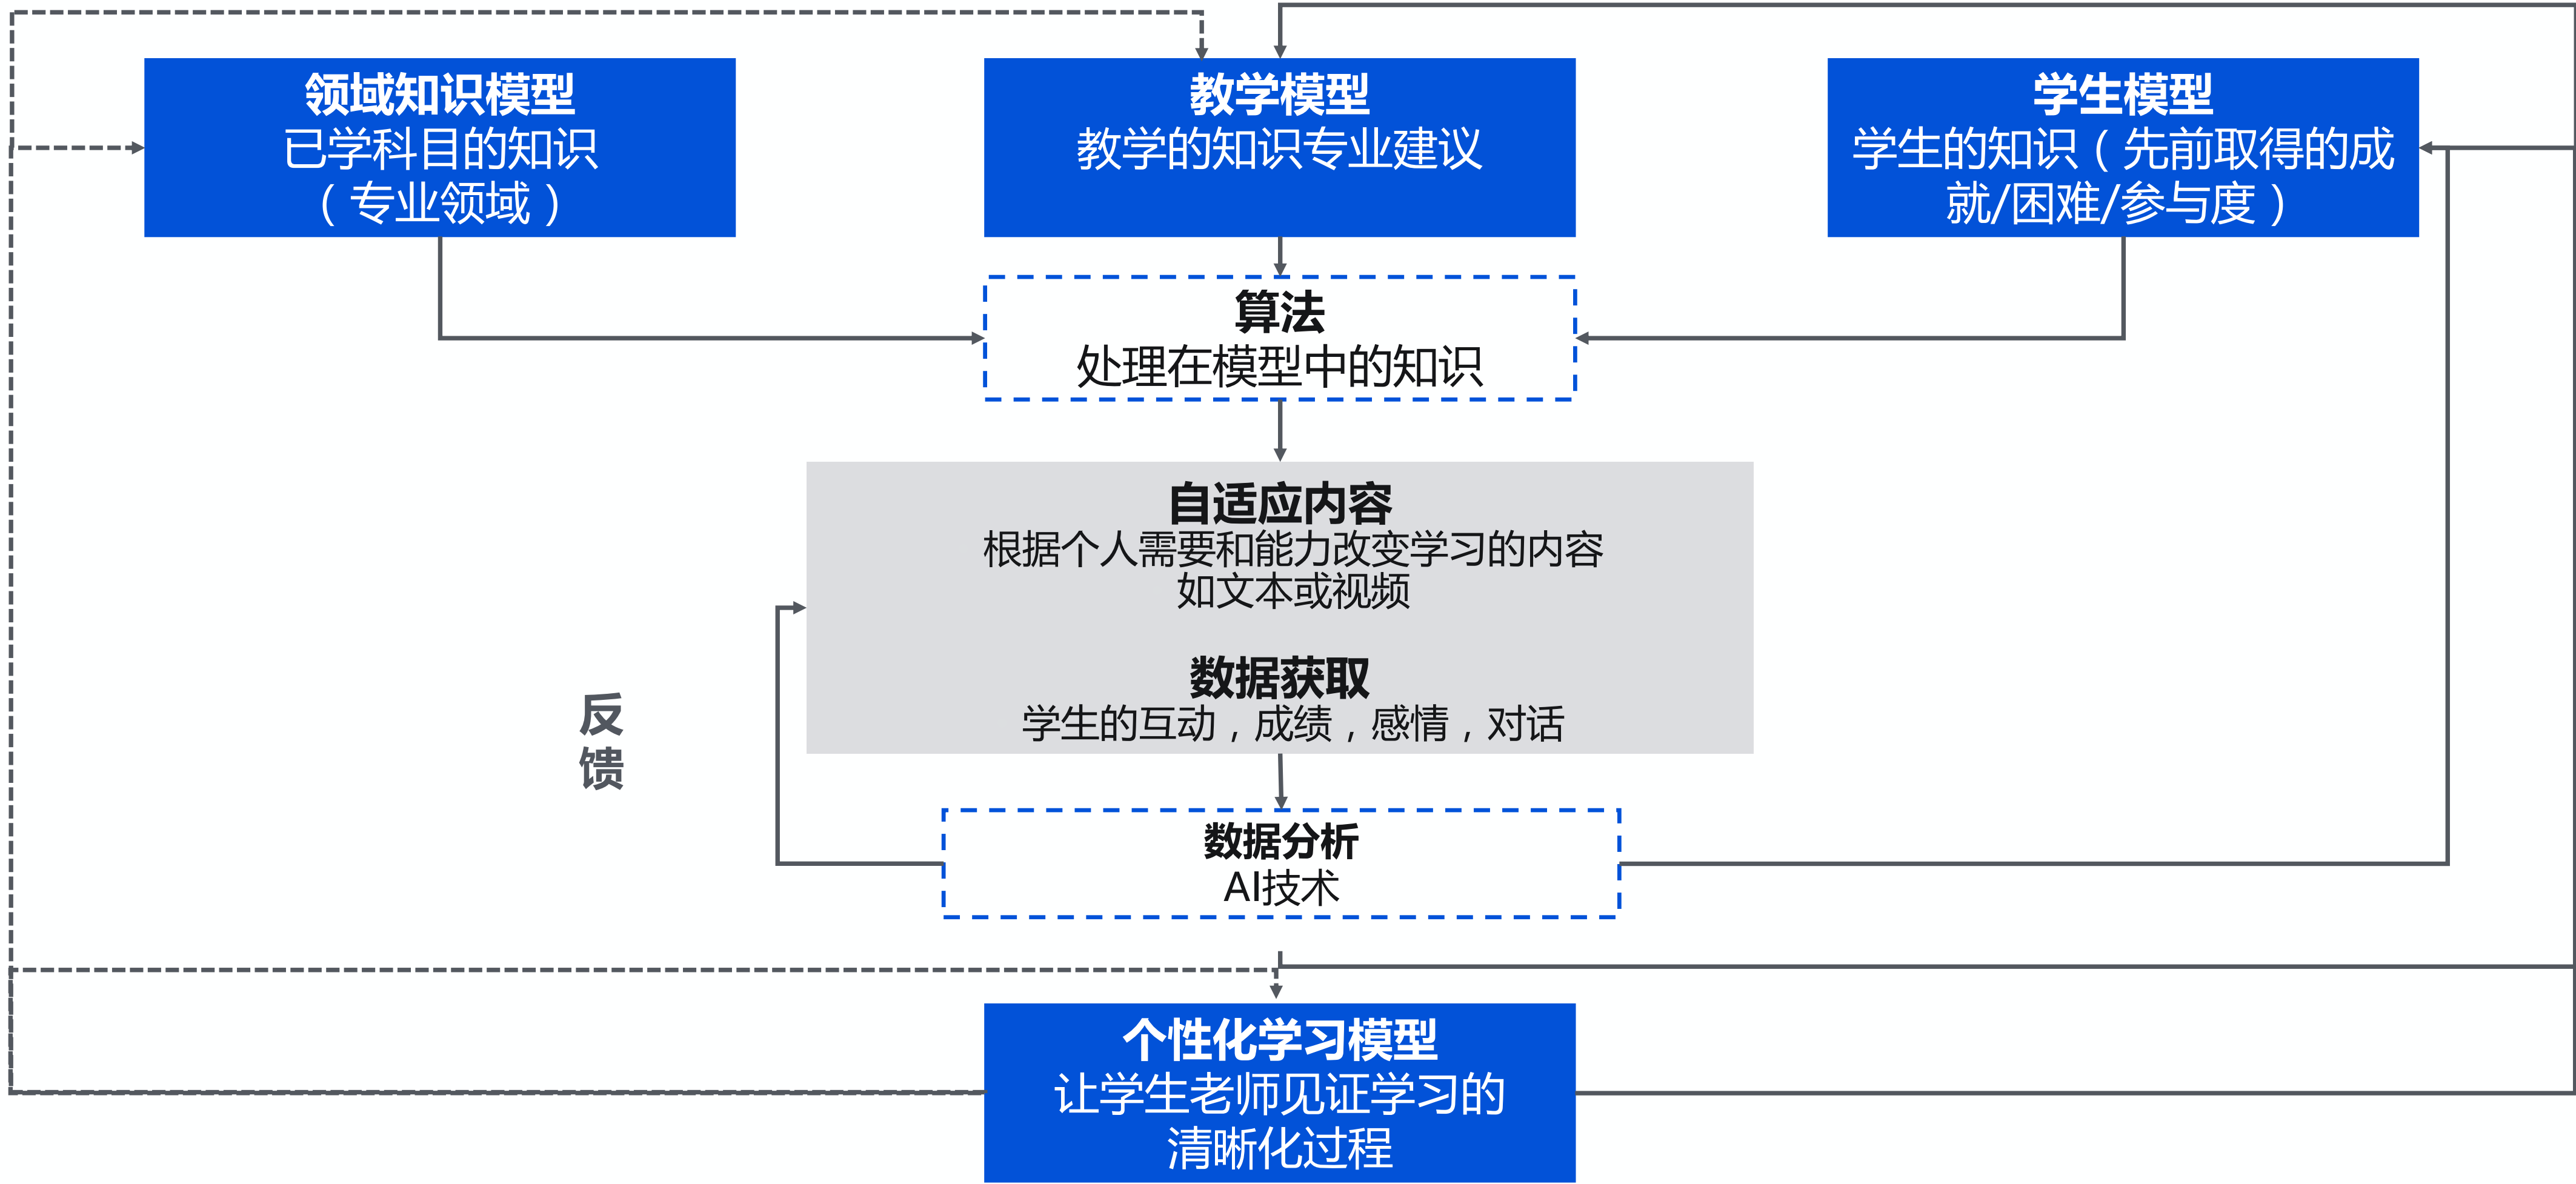 领域知识模型
已学科目的知识
（专业领域）
教学模型
教学的知识专业建议
学生模型
学生的知识（先前取得的成
就/困难/参与度）
算法
处理在模型中的知识
自适应内容
根据个人需要和能力改变学习的内容
如文本或视频
数据获取
学生的互动，成绩，感情，对话
反
馈
数据分析
AI技术
个性化学习模型
让学生老师见证学习的
清晰化过程